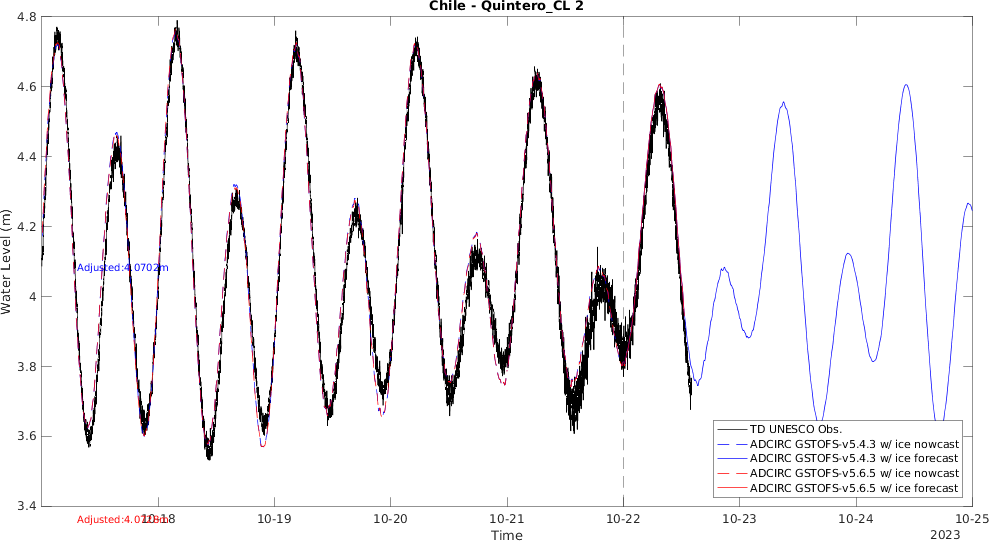 Chile - Quintero_CL 2
4.8
4.6
4.4
4.2
4
3.8
3.6
3.4
Water Level (m)
Adjusted:4.0702m
TD UNESCO Obs.
ADCIRC GSTOFS-v5.4.3 w/ ice nowcast
ADCIRC GSTOFS-v5.4.3 w/ ice forecast
ADCIRC GSTOFS-v5.6.5 w/ ice nowcast
ADCIRC GSTOFS-v5.6.5 w/ ice forecast
10-18 10-19 10-20 10-21 10-22 10-23 10-24 10-25
Time
2023